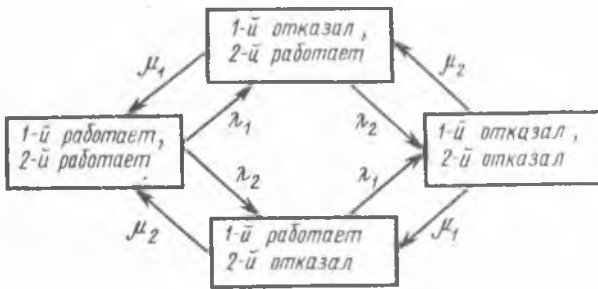 1-й отказал,
2-й работает
μ₁
μ₂
λ₁
λ₂
1-й работает,
2-й работает
1-й отказал,
2-й отказал
λ₂
λ₁
μ₂
μ₁
1-й работает
2-й отказал